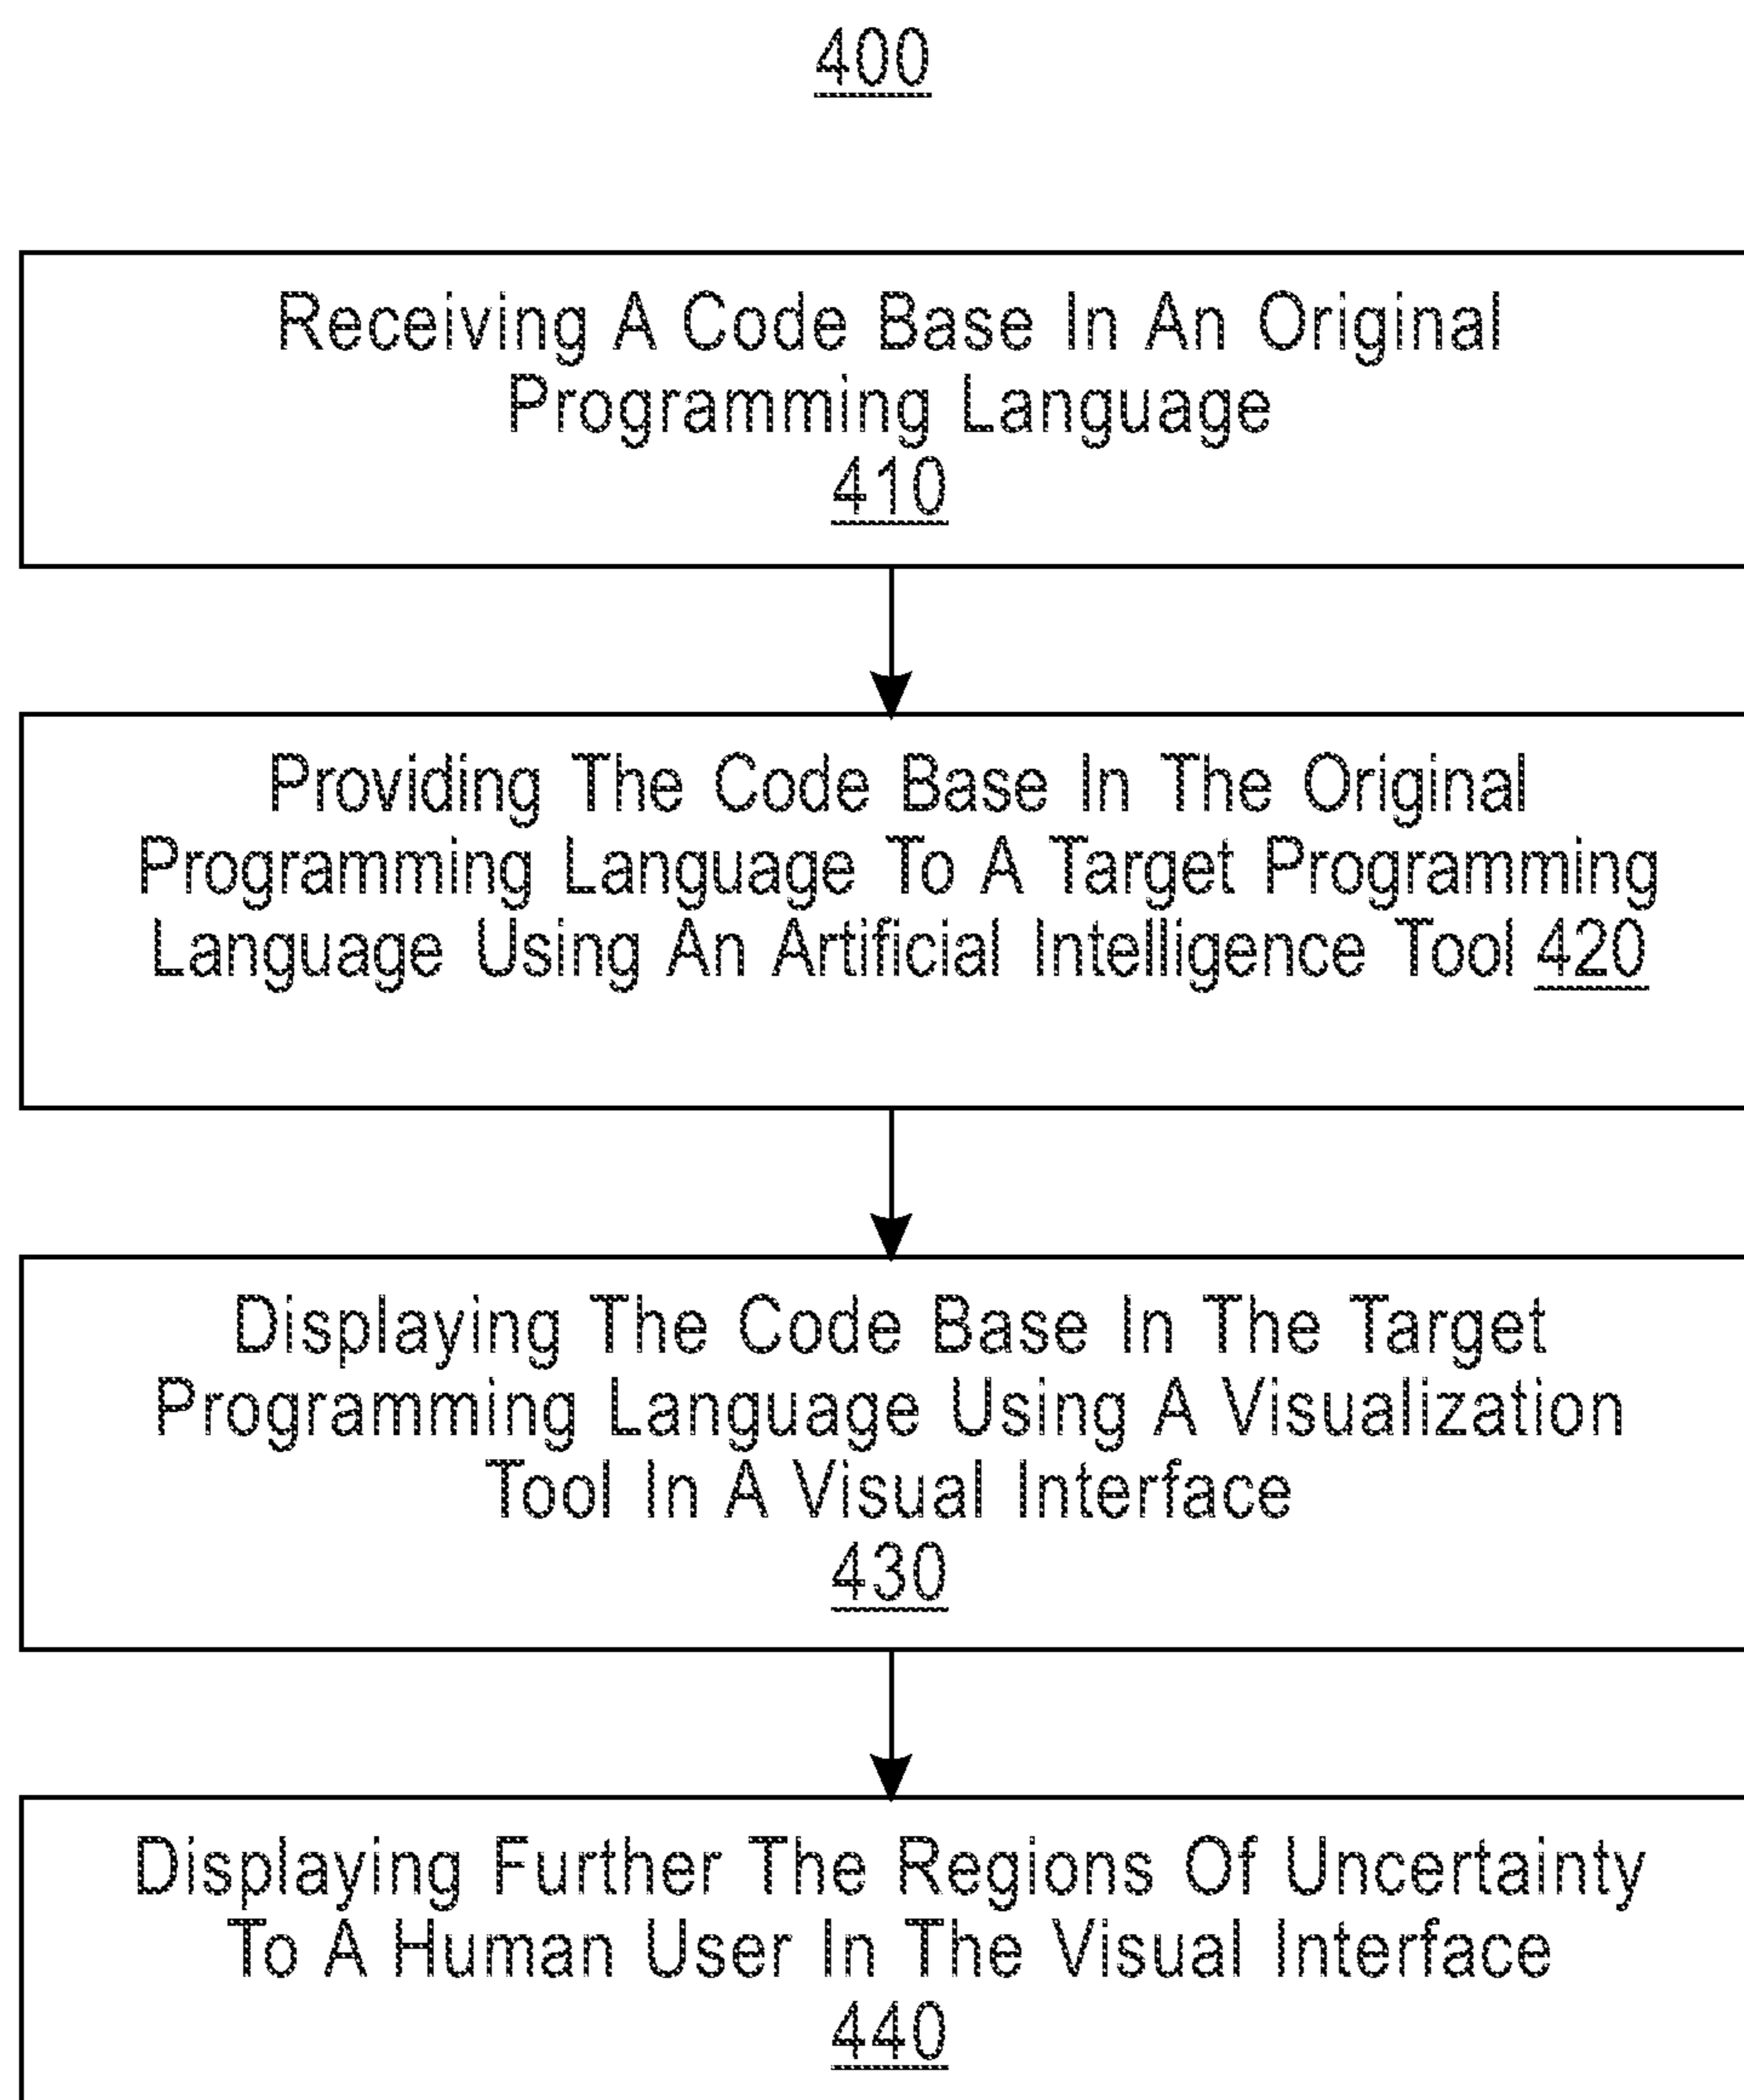 400
Receiving A Code Base In An Original
Programming Language
410
Providing The Code Base In The Original
Programming Language To A Target Programming
Language Using An Artificial Intelligence Tool 420
Displaying The Code Base In The Target
Programming Language Using A Visualization
Tool In A Visual Interface
430
Displaying Further The Regions Of Uncertainty
To A Human User In The Visual Interface
440